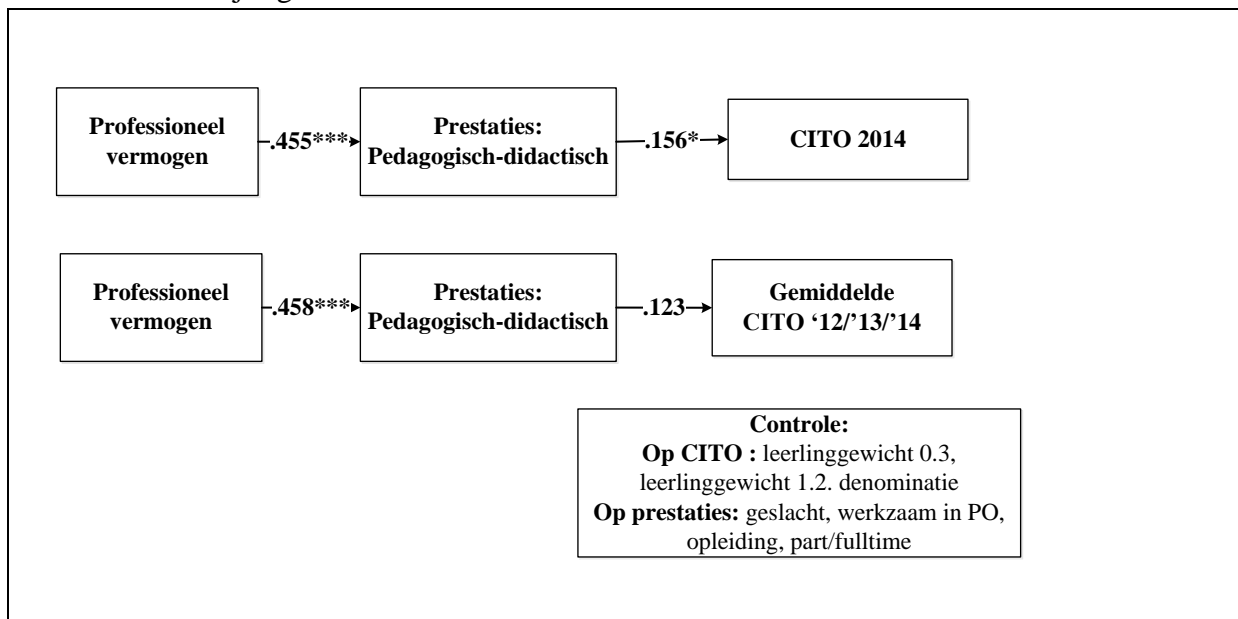 Professioneel
vermogen
.455***
Prestaties:
Pedagogisch-didactisch
.156*
CITO 2014
Professioneel
vermogen
.458***
Prestaties:
Pedagogisch-didactisch
.123
Gemiddelde
CITO ‘12/’13/’14
Controle:
Op CITO : leerlinggewicht 0.3,
leerlinggewicht 1.2. denominatie
Op prestaties: geslacht, werkzaam in PO,
opleiding, part/fulltime